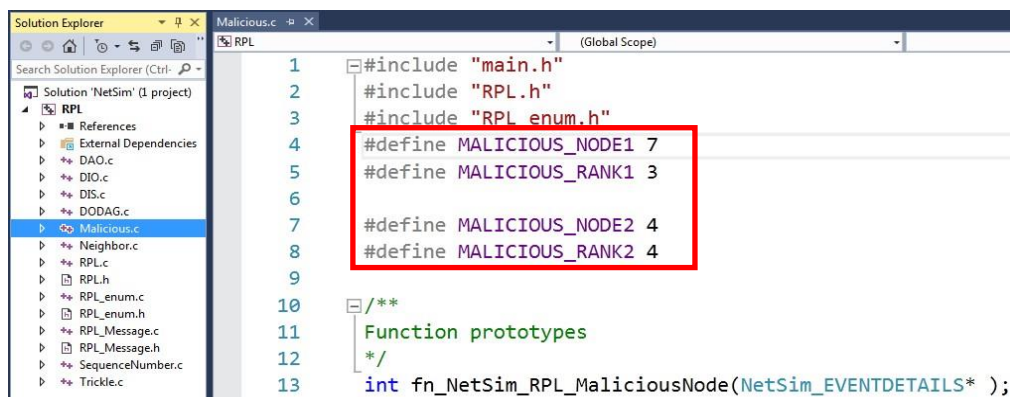 Solution Explorer
Search Solution Explorer (Ctrl-
Solution 'NetSim' (1 project)
RPL
References
External Dependencies
DAO.c
DIO.c
DIS.c
DODAG.c
Malicious.c
Neighbor.c
RPL.c
RPL.h
RPL_enum.c
RPL_enum.h
RPL_Message.c
RPL_Message.h
SequenceNumber.c
Trickle.c
Malicious.c
RPL (Global Scope)
1 #include "main.h"
2 #include "RPL.h"
3 #include "RPL_enum.h"
4 #define MALICIOUS_NODE1 7
5 #define MALICIOUS_RANK1 3
6
7 #define MALICIOUS_NODE2 4
8 #define MALICIOUS_RANK2 4
9
10 /**
11 Function prototypes
12 */
13 int fn_NetSim_RPL_MaliciousNode(NetSim_EVENTDETAILS* );